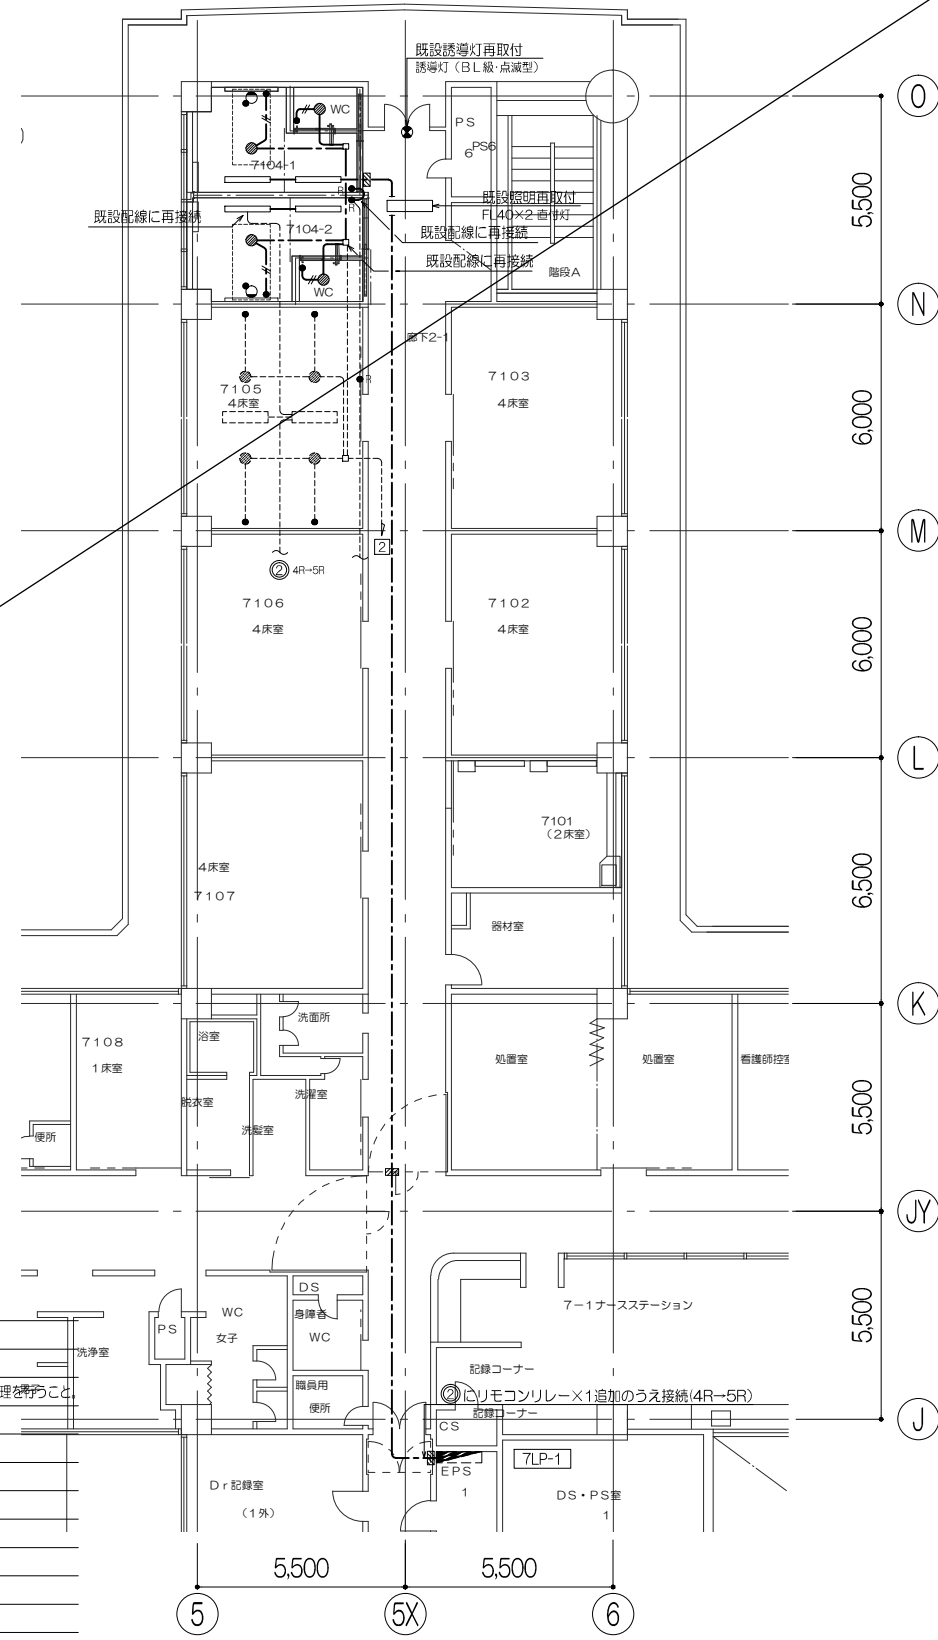 既設誘導灯再取付
誘導灯（ＢＬ級・点滅型）
O
WC
PS
6
PS6
7104-1
R
既設照明再取付
FL40×2 直付灯
5,500
既設配線に再接続
7104-2
R
既設配線に再接続
既設配線に再接続
階段A
WC
N
廊下2-1
7105
4床室
R
7103
4床室
6,000
2
M
② 4R→5R
7106
4床室
7102
4床室
6,000
L
7101
（2床室）
4床室
7107
6,500
器材室
K
洗面所
浴室
7108
1床室
処置室
処置室
看護師控室
脱衣室
洗濯室
洗髪室
便所
5,500
JY
DS
身障者
WC
WC
女子
PS
洗浄室
7－1ナースステーション
5,500
記録コーナー
職員用
便所
理を行うこと。
②にリモコンリレー×1追加のうえ接続(4R→5R)
記録コーナー
CS
J
7LP-1
EPS
1
Dr記録室
（1外）
DS・PS室
1
5,500
5,500
5
5X
6